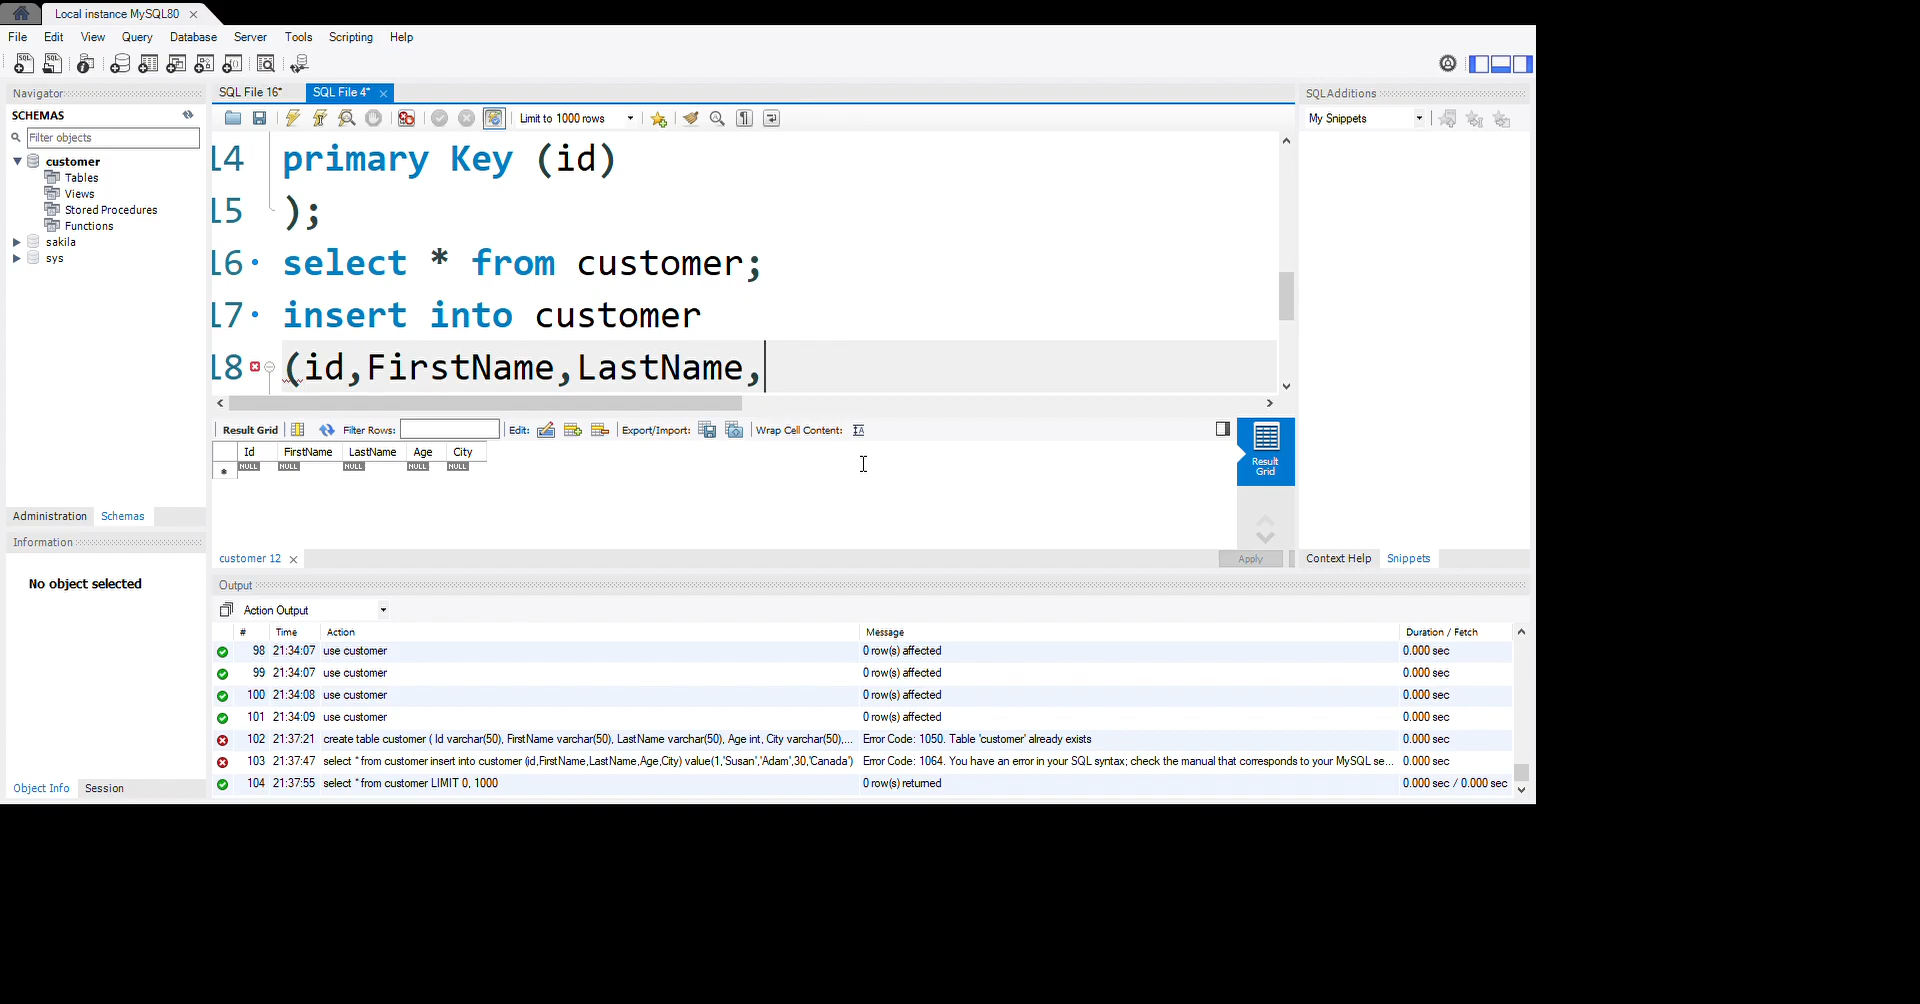 Local instance MySQL80
File Edit View Query Database Server Tools Scripting Help
Navigator
SCHEMAS
Filter objects
customer
Tables
Views
Stored Procedures
Functions
sakila
sys
Administration Schemas
Information
No object selected
Object Info Session
SQL File 16* SQL File 4*
Limit to 1000 rows
14 primary Key (id)
15 );
16 select * from customer;
17 insert into customer
18 (id,FirstName,LastName,
Result Grid Filter Rows: Edit: Export/Import: Wrap Cell Content:
Id FirstName LastName Age City
NULL NULL NULL NULL NULL
Result
Grid
customer 12
Apply
SQLAdditions
My Snippets
Context Help Snippets
Output
Action Output
# Time Action Message Duration / Fetch
98 21:34:07 use customer 0 row(s) affected 0.000 sec
99 21:34:07 use customer 0 row(s) affected 0.000 sec
100 21:34:08 use customer 0 row(s) affected 0.000 sec
101 21:34:09 use customer 0 row(s) affected 0.000 sec
102 21:37:21 create table customer ( Id varchar(50), FirstName varchar(50), LastName varchar(50), Age int, City varchar(50),... Error Code: 1050. Table 'customer' already exists 0.000 sec
103 21:37:47 select * from customer insert into customer (id,FirstName,LastName,Age,City) value(1,'Susan','Adam',30,'Canada') Error Code: 1064. You have an error in your SQL syntax; check the manual that corresponds to your MySQL se... 0.000 sec
104 21:37:55 select * from customer LIMIT 0, 1000 0 row(s) returned 0.000 sec / 0.000 sec